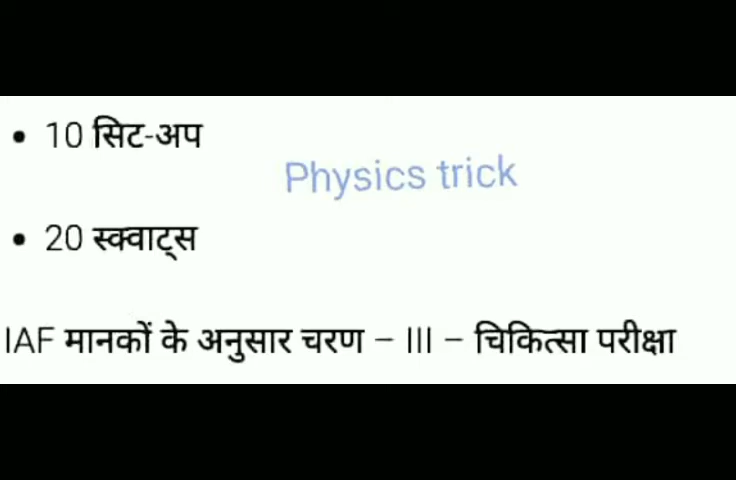 • 10 सिट-अप
Physics trick
• 20 स्क्वाट्स
IAF मानकों के अनुसार चरण – III – चिकित्सा परीक्षा